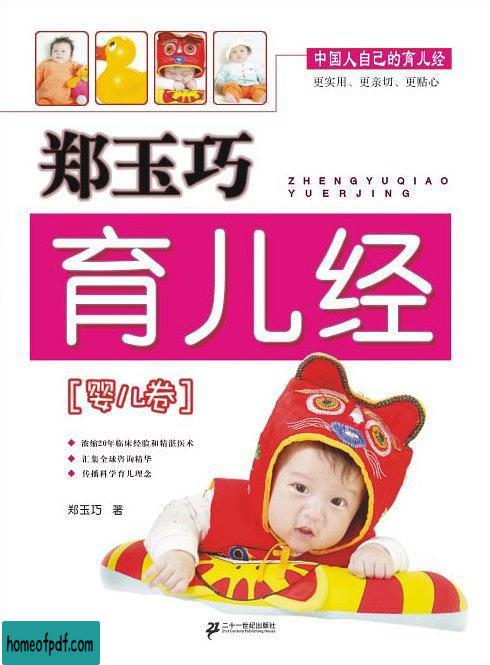 中国人自己的育儿经
更实用、更亲切、更贴心
郑玉巧
ZHENGYUQIAO
YUERJING
育儿经
[婴儿卷]
◆ 浓缩20年临床经验和精湛医术
◆ 汇集全球咨询精华
◆ 传播科学育儿理念
郑玉巧 著
二十一世纪出版社
21st Century Publishing House
homeofpdf.com